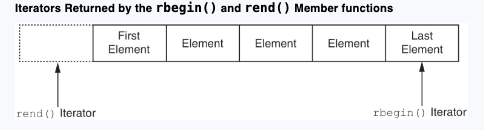 Iterators Returned by the rbegin() and rend() Member functions
First Element
Element
Element
Element
Last Element
rend() Iterator
rbegin() Iterator